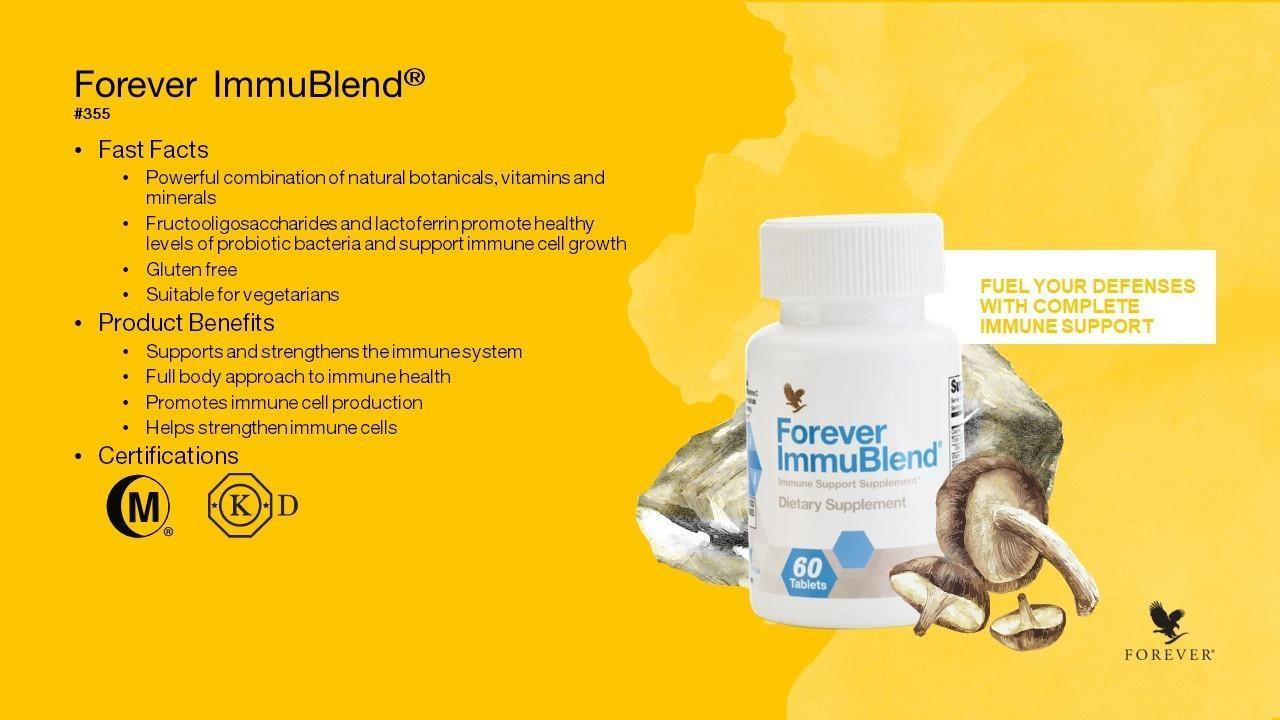 Forever ImmuBlend®
#355
• Fast Facts
• Powerful combination of natural botanicals, vitamins and
minerals
• Fructooligosaccharides and lactoferrin promote healthy
levels of probiotic bacteria and support immune cell growth
• Gluten free
• Suitable for vegetarians
• Product Benefits
• Supports and strengthens the immune system
• Full body approach to immune health
• Promotes immune cell production
• Helps strengthen immune cells
• Certifications
M®
K D
FUEL YOUR DEFENSES
WITH COMPLETE
IMMUNE SUPPORT
Forever
ImmuBlend®
Immune Support Supplement*
Dietary Supplement
60
Tablets
FOREVER®